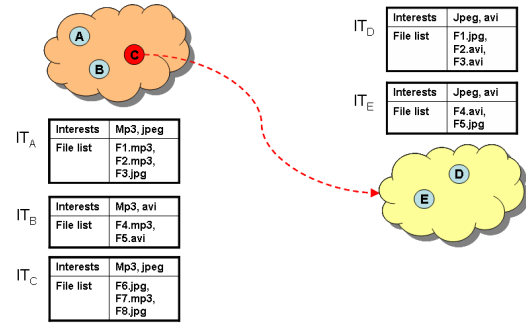 A
B
C
IT_A
Interests Mp3, jpeg
File list F1.mp3,
F2.mp3,
F3.jpg
IT_B
Interests Mp3, avi
File list F4.mp3,
F5.avi
IT_C
Interests Mp3, jpeg
File list F6.jpg,
F7.mp3,
F8.jpg
IT_D
Interests Jpeg, avi
File list F1.jpg,
F2.avi,
F3.avi
IT_E
Interests Jpeg, avi
File list F4.avi,
F5.jpg
D
E